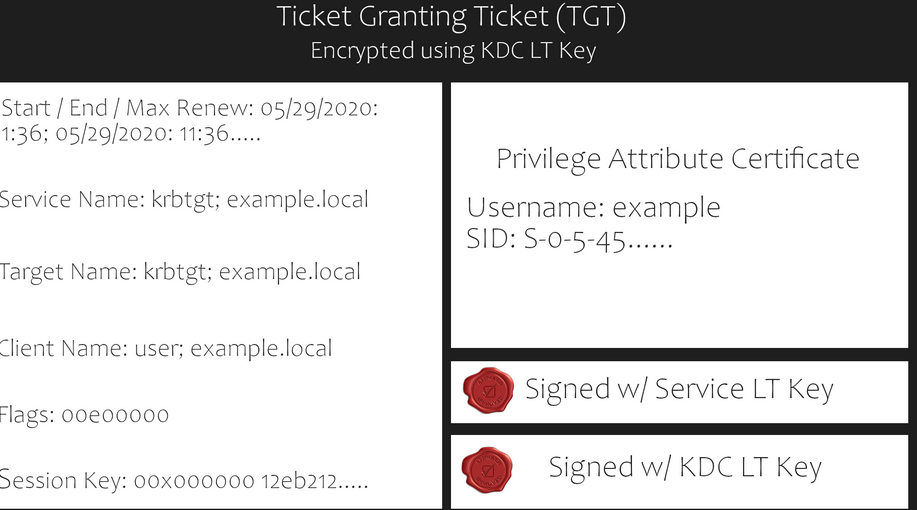 Ticket Granting Ticket (TGT)
Encrypted using KDC LT Key
Start / End / Max Renew: 05/29/2020:
1:36; 05/29/2020: 11:36.....
Service Name: krbtgt; example.local
Target Name: krbtgt; example.local
Client Name: user; example.local
Flags: 00e00000
Session Key: 00x000000 12eb212.....
Privilege Attribute Certificate
Username: example
SID: S-0-5-45......
Signed w/ Service LT Key
Signed w/ KDC LT Key